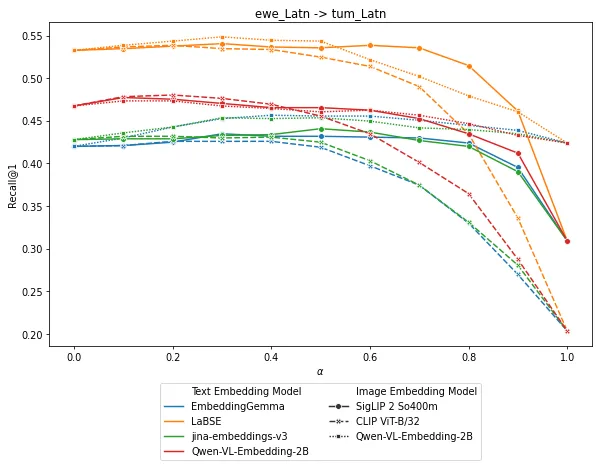 ewe_Latn -> tum_Latn
0.55
0.50
0.45
0.40
0.35
0.30
0.25
0.20
Recall@1
0.0 0.2 0.4 0.6 0.8 1.0
α
Text Embedding Model
EmbeddingGemma
LaBSE
jina-embeddings-v3
Qwen-VL-Embedding-2B
Image Embedding Model
SigLIP 2 So400m
CLIP ViT-B/32
Qwen-VL-Embedding-2B